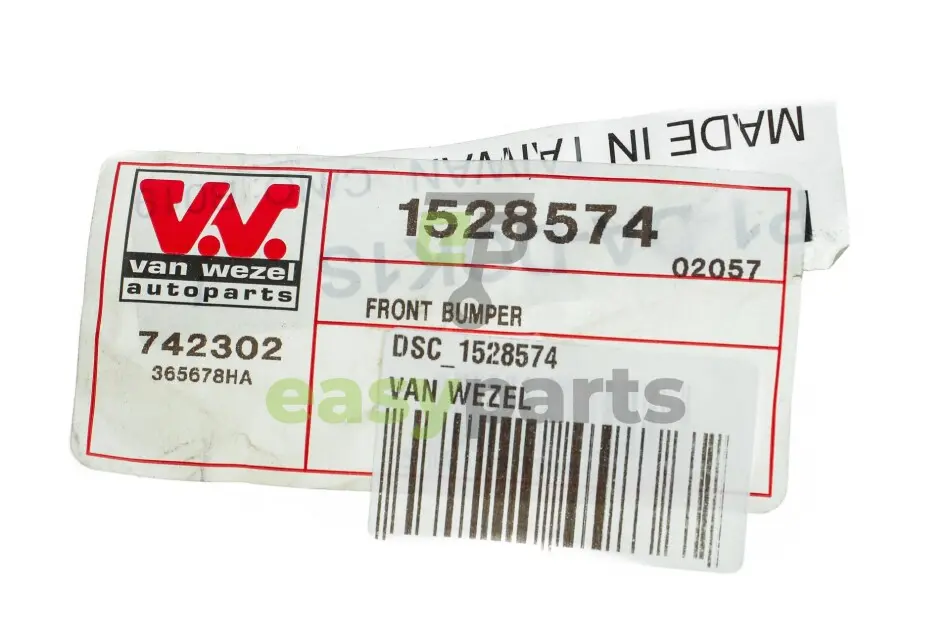 MADE IN TAIWAN
V.V.
van wezel
autoparts
1528574
02057
FRONT BUMPER
742302
365678HA
DSC_1528574
VAN WEZEL
easyparts